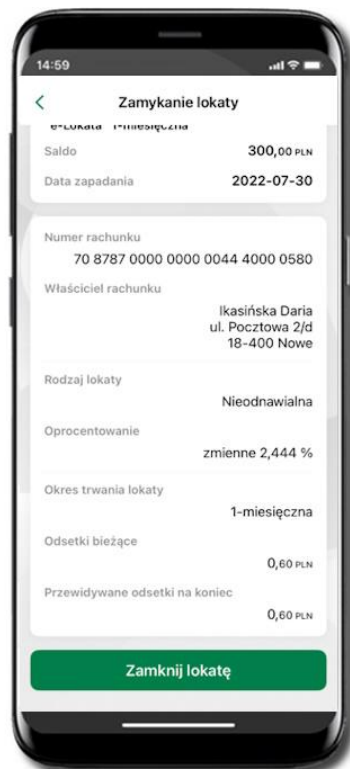 14:59
Zamykanie lokaty
e-Lokata 1-miesięczna
Saldo 300,00 PLN
Data zapadania 2022-07-30
Numer rachunku
70 8787 0000 0000 0044 4000 0580
Właściciel rachunku
Ikasińska Daria
ul. Pocztowa 2/d
18-400 Nowe
Rodzaj lokaty
Nieodnawialna
Oprocentowanie
zmienne 2,444 %
Okres trwania lokaty
1-miesięczna
Odsetki bieżące
0,60 PLN
Przewidywane odsetki na koniec
0,60 PLN
Zamknij lokatę